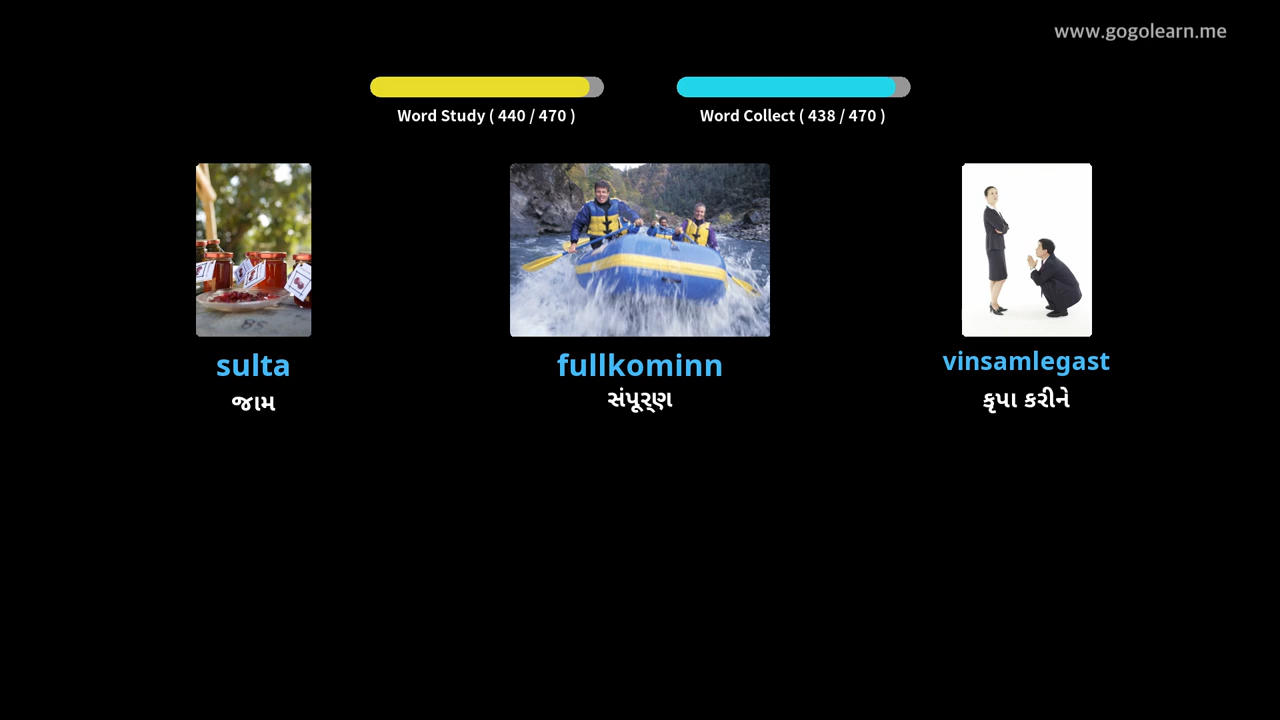 www.gogolearn.me
Word Study ( 440 / 470 )
Word Collect ( 438 / 470 )
sulta
જામ
fullkominn
સંપૂર્ણ
vinsamlegast
કૃપા કરીને